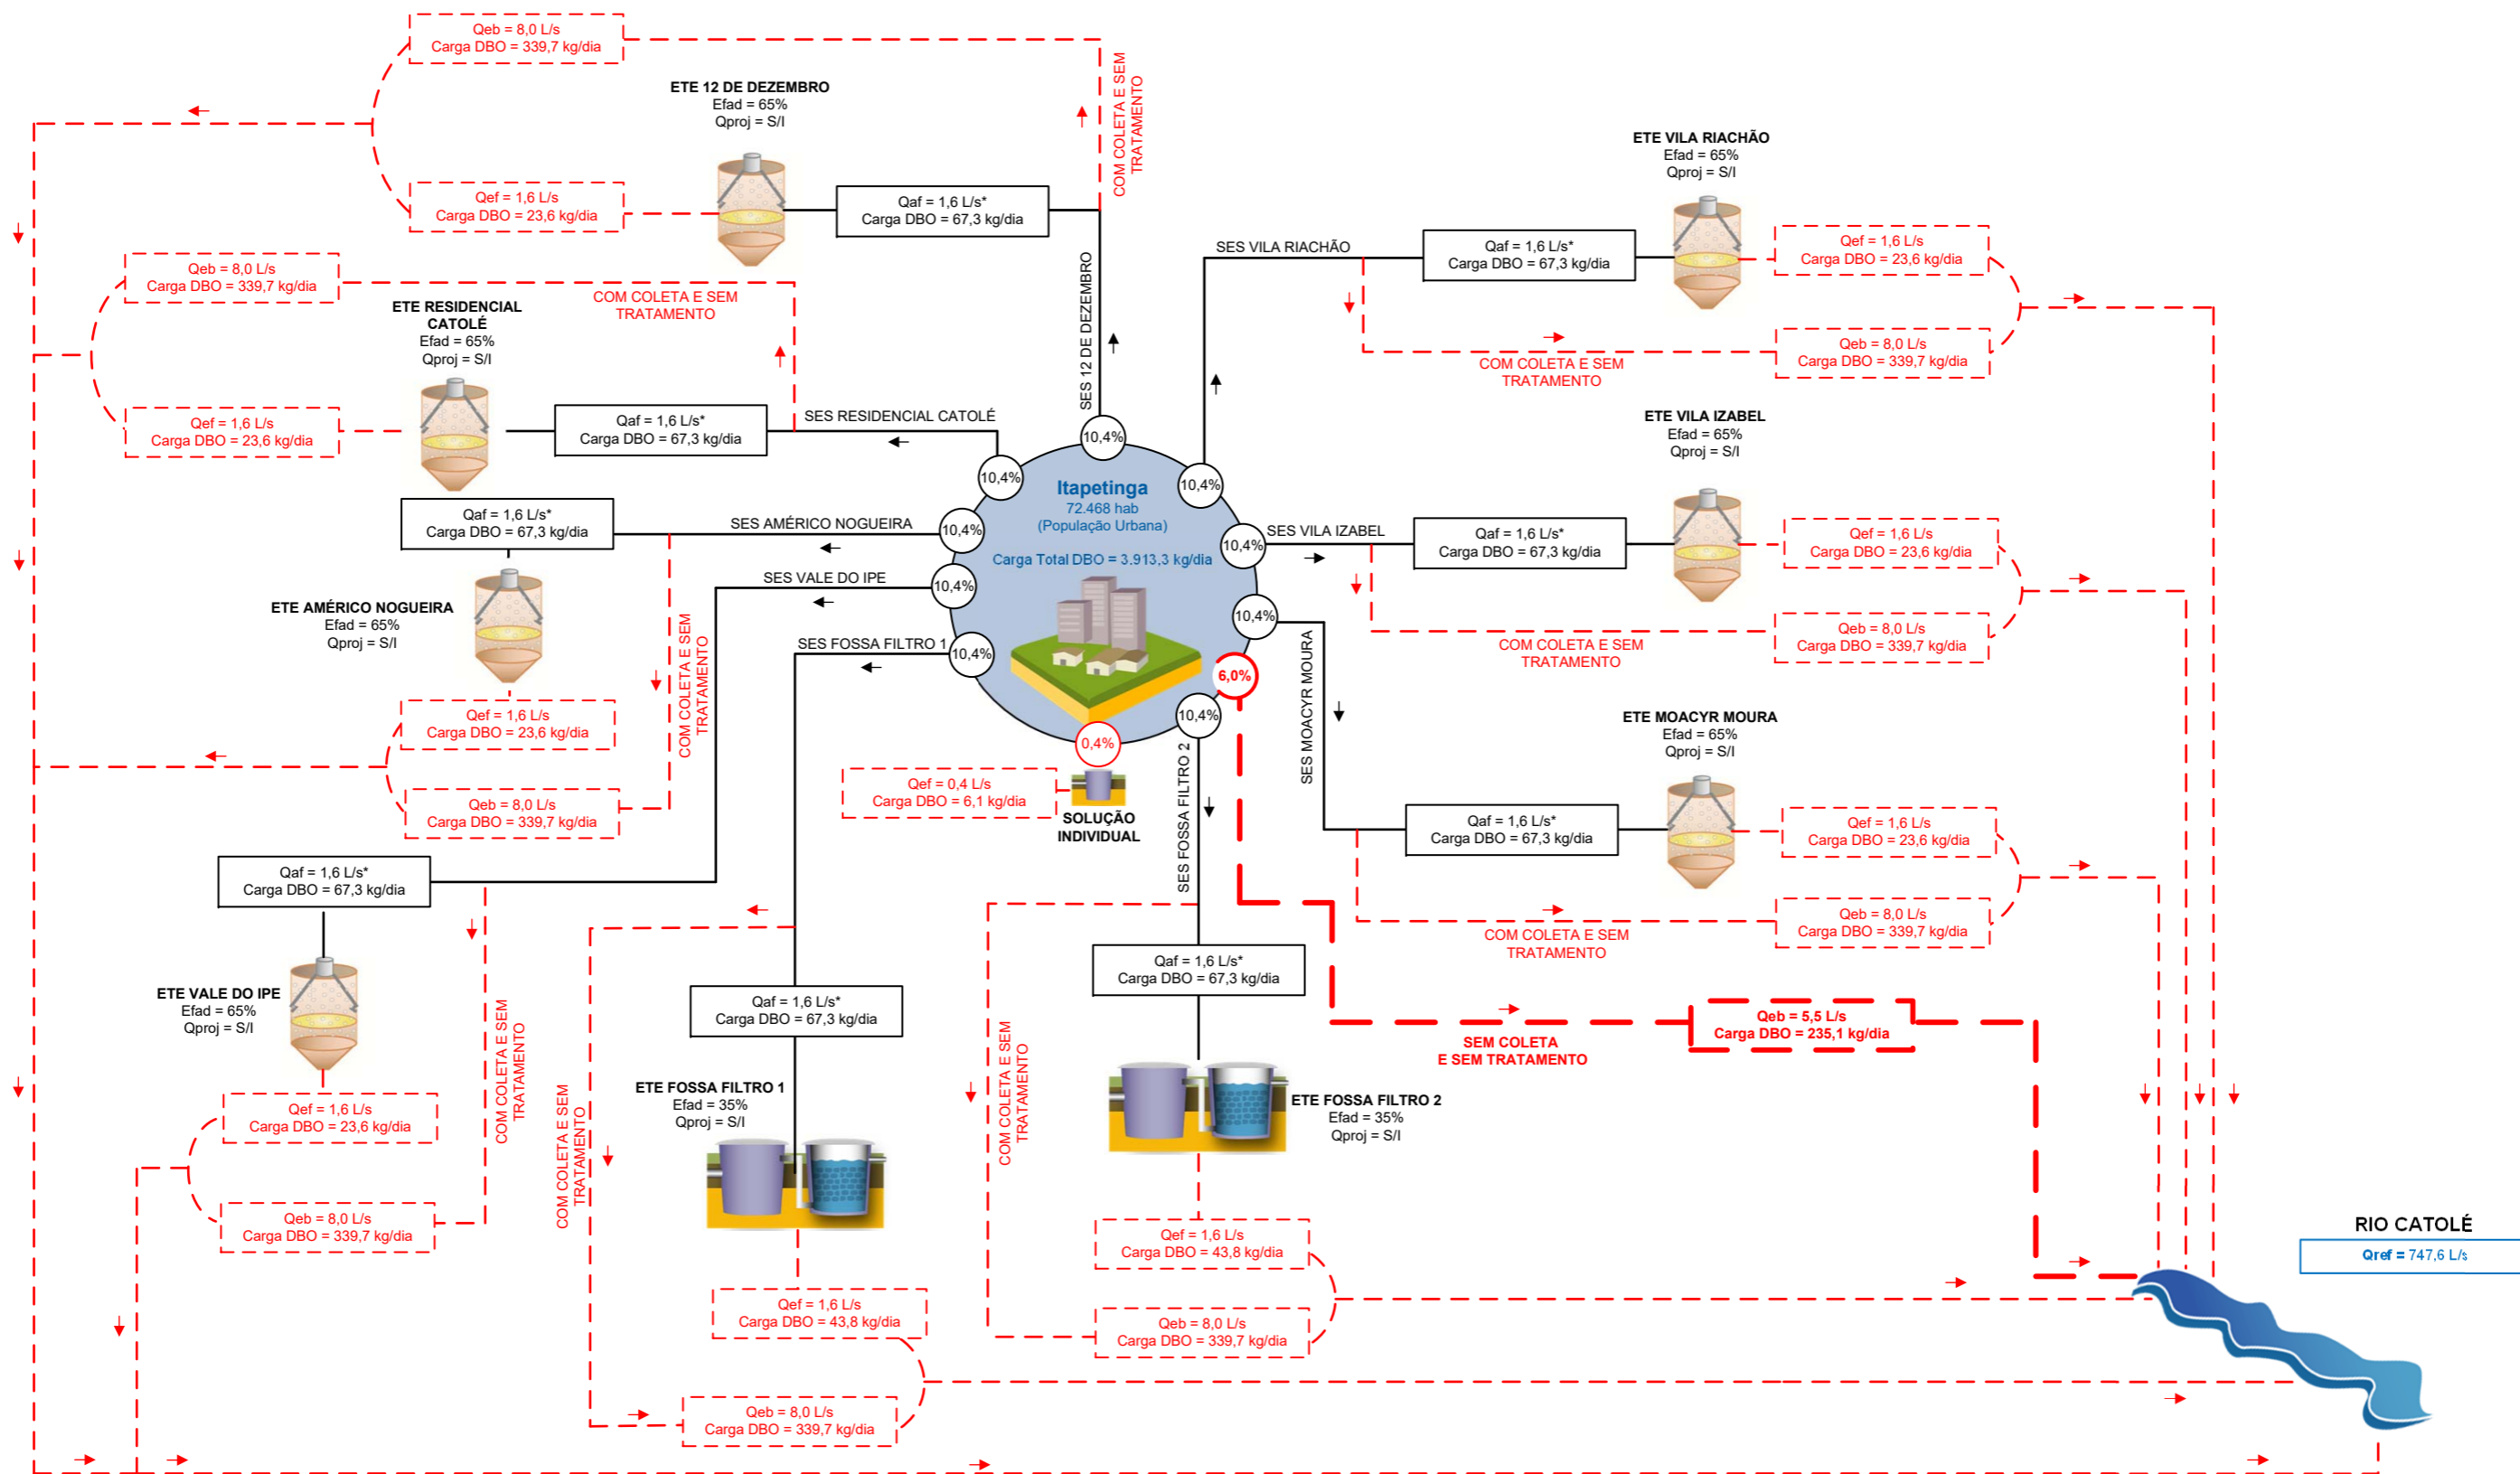 Qeb = 8,0 L/s
Carga DBO = 339,7 kg/dia
COM COLETA E SEM
TRATAMENTO
ETE 12 DE DEZEMBRO
Efad = 65%
Qproj = S/I
Qef = 1,6 L/s
Carga DBO = 23,6 kg/dia
Qaf = 1,6 L/s*
Carga DBO = 67,3 kg/dia
SES 12 DE DEZEMBRO
ETE VILA RIACHÃO
Efad = 65%
Qproj = S/I
SES VILA RIACHÃO
Qaf = 1,6 L/s*
Carga DBO = 67,3 kg/dia
Qef = 1,6 L/s
Carga DBO = 23,6 kg/dia
COM COLETA E SEM
TRATAMENTO
Qeb = 8,0 L/s
Carga DBO = 339,7 kg/dia
Qeb = 8,0 L/s
Carga DBO = 339,7 kg/dia
COM COLETA E SEM
TRATAMENTO
ETE RESIDENCIAL
CATOLÉ
Efad = 65%
Qproj = S/I
Qef = 1,6 L/s
Carga DBO = 23,6 kg/dia
Qaf = 1,6 L/s*
Carga DBO = 67,3 kg/dia
SES RESIDENCIAL CATOLÉ
10,4%
10,4%
10,4%
10,4%
10,4%
10,4%
10,4%
10,4%
10,4%
6,0%
0,4%
Itapetinga
72.468 hab
(População Urbana)
Carga Total DBO = 3.913,3 kg/dia
ETE VILA IZABEL
Efad = 65%
Qproj = S/I
SES VILA IZABEL
Qaf = 1,6 L/s*
Carga DBO = 67,3 kg/dia
Qef = 1,6 L/s
Carga DBO = 23,6 kg/dia
COM COLETA E SEM
TRATAMENTO
Qeb = 8,0 L/s
Carga DBO = 339,7 kg/dia
Qaf = 1,6 L/s*
Carga DBO = 67,3 kg/dia
SES AMÉRICO NOGUEIRA
ETE AMÉRICO NOGUEIRA
Efad = 65%
Qproj = S/I
COM COLETA E SEM
TRATAMENTO
Qef = 1,6 L/s
Carga DBO = 23,6 kg/dia
Qeb = 8,0 L/s
Carga DBO = 339,7 kg/dia
SES VALE DO IPE
SES FOSSA FILTRO 1
SES MOACYR MOURA
ETE MOACYR MOURA
Efad = 65%
Qproj = S/I
Qaf = 1,6 L/s*
Carga DBO = 67,3 kg/dia
Qef = 1,6 L/s
Carga DBO = 23,6 kg/dia
COM COLETA E SEM
TRATAMENTO
Qeb = 8,0 L/s
Carga DBO = 339,7 kg/dia
Qef = 0,4 L/s
Carga DBO = 6,1 kg/dia
SOLUÇÃO
INDIVIDUAL
SES FOSSA FILTRO 2
Qaf = 1,6 L/s*
Carga DBO = 67,3 kg/dia
ETE VALE DO IPE
Efad = 65%
Qproj = S/I
COM COLETA E SEM
TRATAMENTO
Qef = 1,6 L/s
Carga DBO = 23,6 kg/dia
Qeb = 8,0 L/s
Carga DBO = 339,7 kg/dia
Qaf = 1,6 L/s*
Carga DBO = 67,3 kg/dia
ETE FOSSA FILTRO 1
Efad = 35%
Qproj = S/I
COM COLETA E SEM
TRATAMENTO
Qef = 1,6 L/s
Carga DBO = 43,8 kg/dia
Qeb = 8,0 L/s
Carga DBO = 339,7 kg/dia
Qaf = 1,6 L/s*
Carga DBO = 67,3 kg/dia
COM COLETA E SEM
TRATAMENTO
ETE FOSSA FILTRO 2
Efad = 35%
Qproj = S/I
Qef = 1,6 L/s
Carga DBO = 43,8 kg/dia
Qeb = 8,0 L/s
Carga DBO = 339,7 kg/dia
SEM COLETA
E SEM TRATAMENTO
Qeb = 5,5 L/s
Carga DBO = 235,1 kg/dia
RIO CATOLÉ
Qref = 747,6 L/s